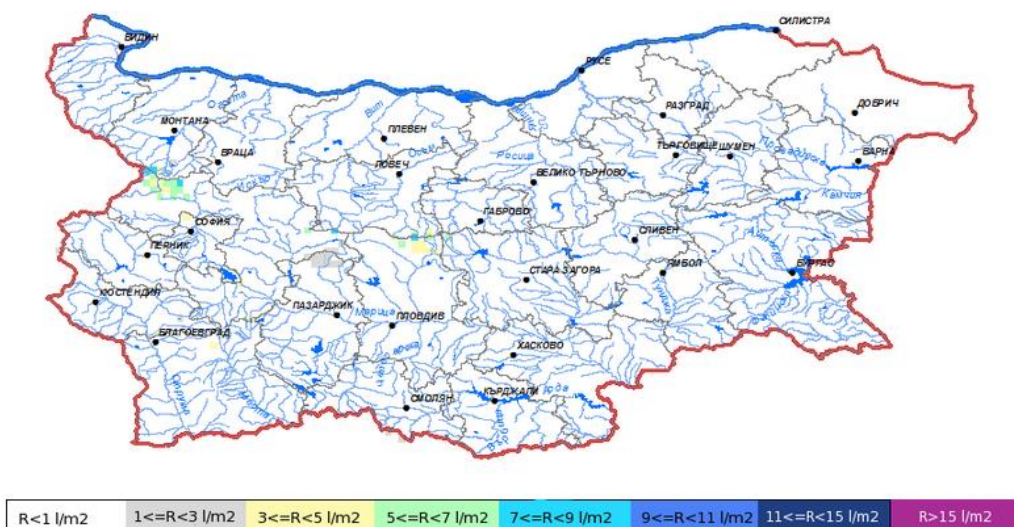 СИЛИСТРА
ВИДИН
РУСЕ
ДОБРИЧ
РАЗГРАД
МОНТАНА
ПЛЕВЕН
ВРАЦА
ТЪРГОВИЩЕ
ШУМЕН
ВАРНА
Росица
ЛОВЕЧ
ВЕЛИКО ТЪРНОВО
Камчия
ГАБРОВО
СОФИЯ
СЛИВЕН
ПЕРНИК
ЯМБОЛ
БУРГАС
СТАРА ЗАГОРА
КЮСТЕНДИЛ
ПАЗАРДЖИК
Марица
ПЛОВДИВ
БЛАГОЕВГРАД
ХАСКОВО
КЪРДЖАЛИ
СМОЛЯН
R<1 l/m2
1<=R<3 l/m2
3<=R<5 l/m2
5<=R<7 l/m2
7<=R<9 l/m2
9<=R<11 l/m2
11<=R<15 l/m2
R>15 l/m2